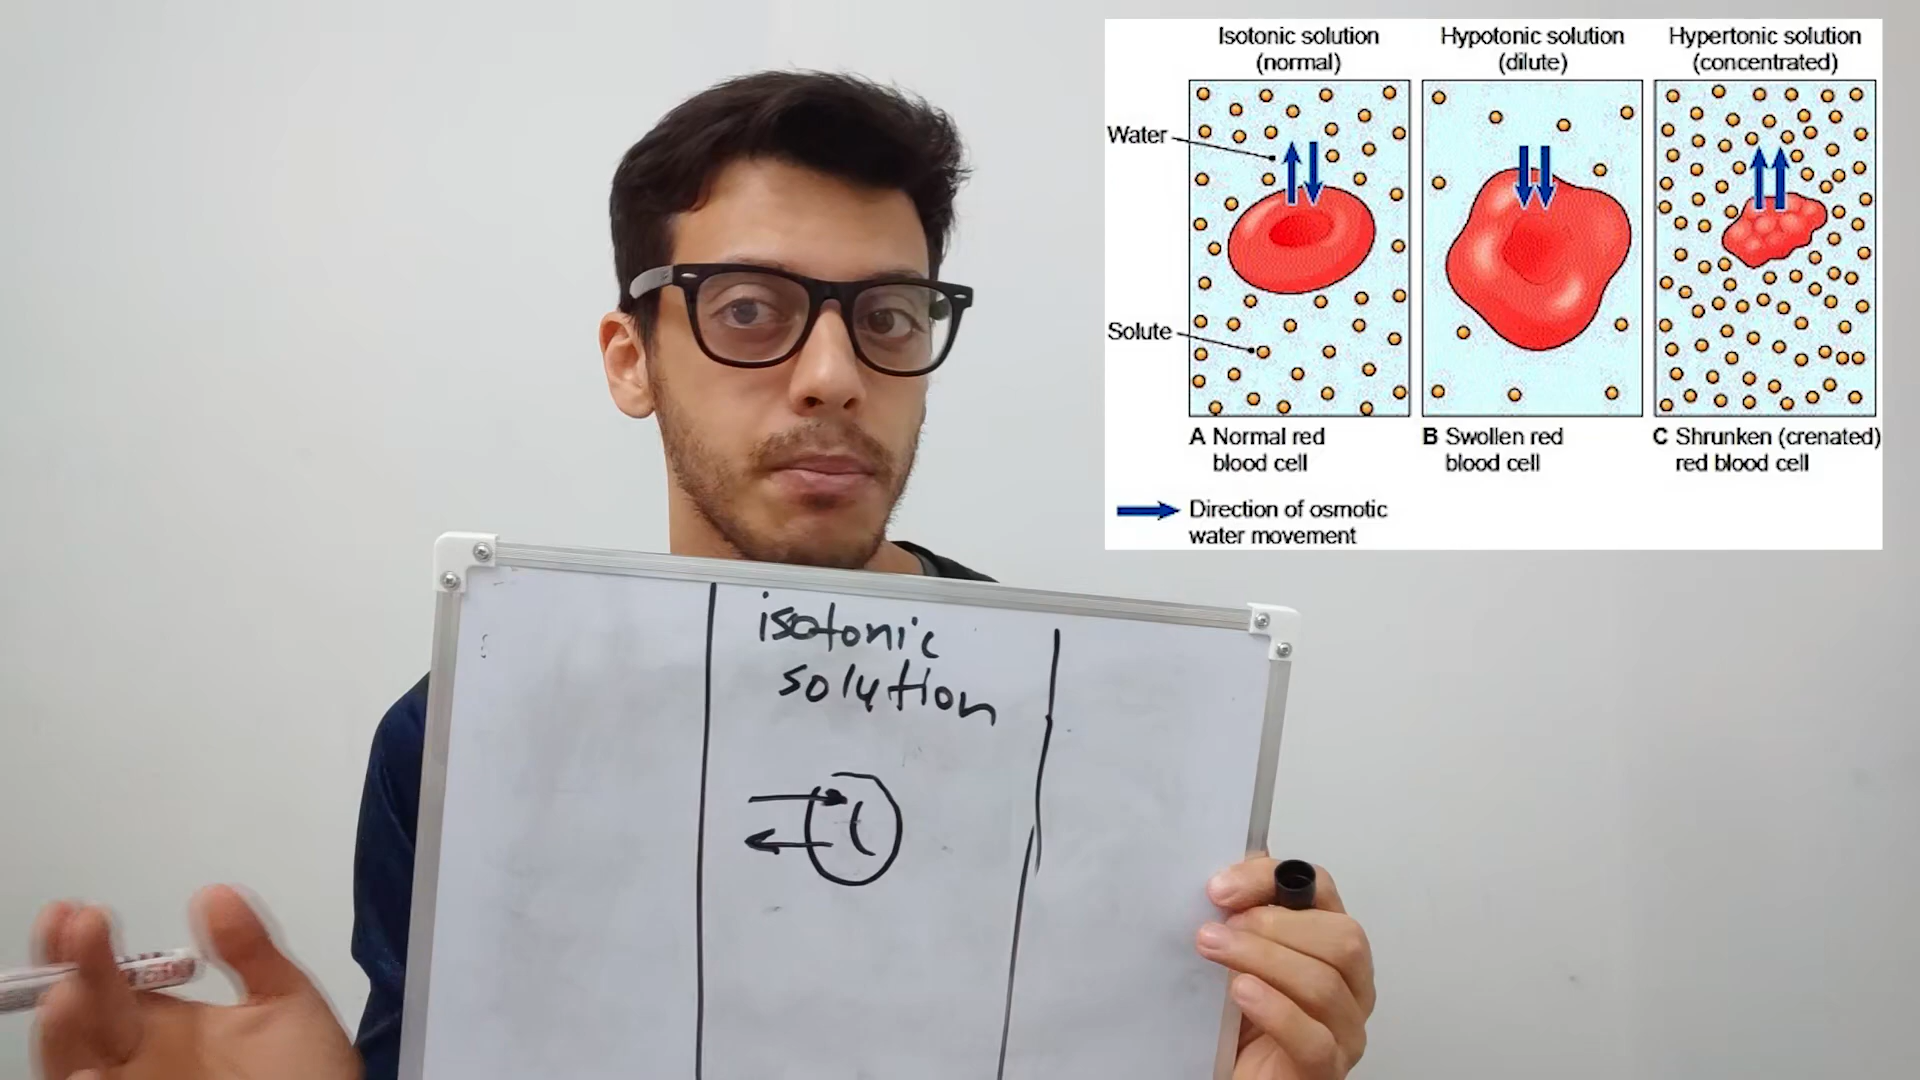 Isotonic solution
(normal)
Hypotonic solution
(dilute)
Hypertonic solution
(concentrated)
Water
Solute
A Normal red
blood cell
B Swollen red
blood cell
C Shrunken (crenated)
red blood cell
Direction of osmotic
water movement
isotonic
solution